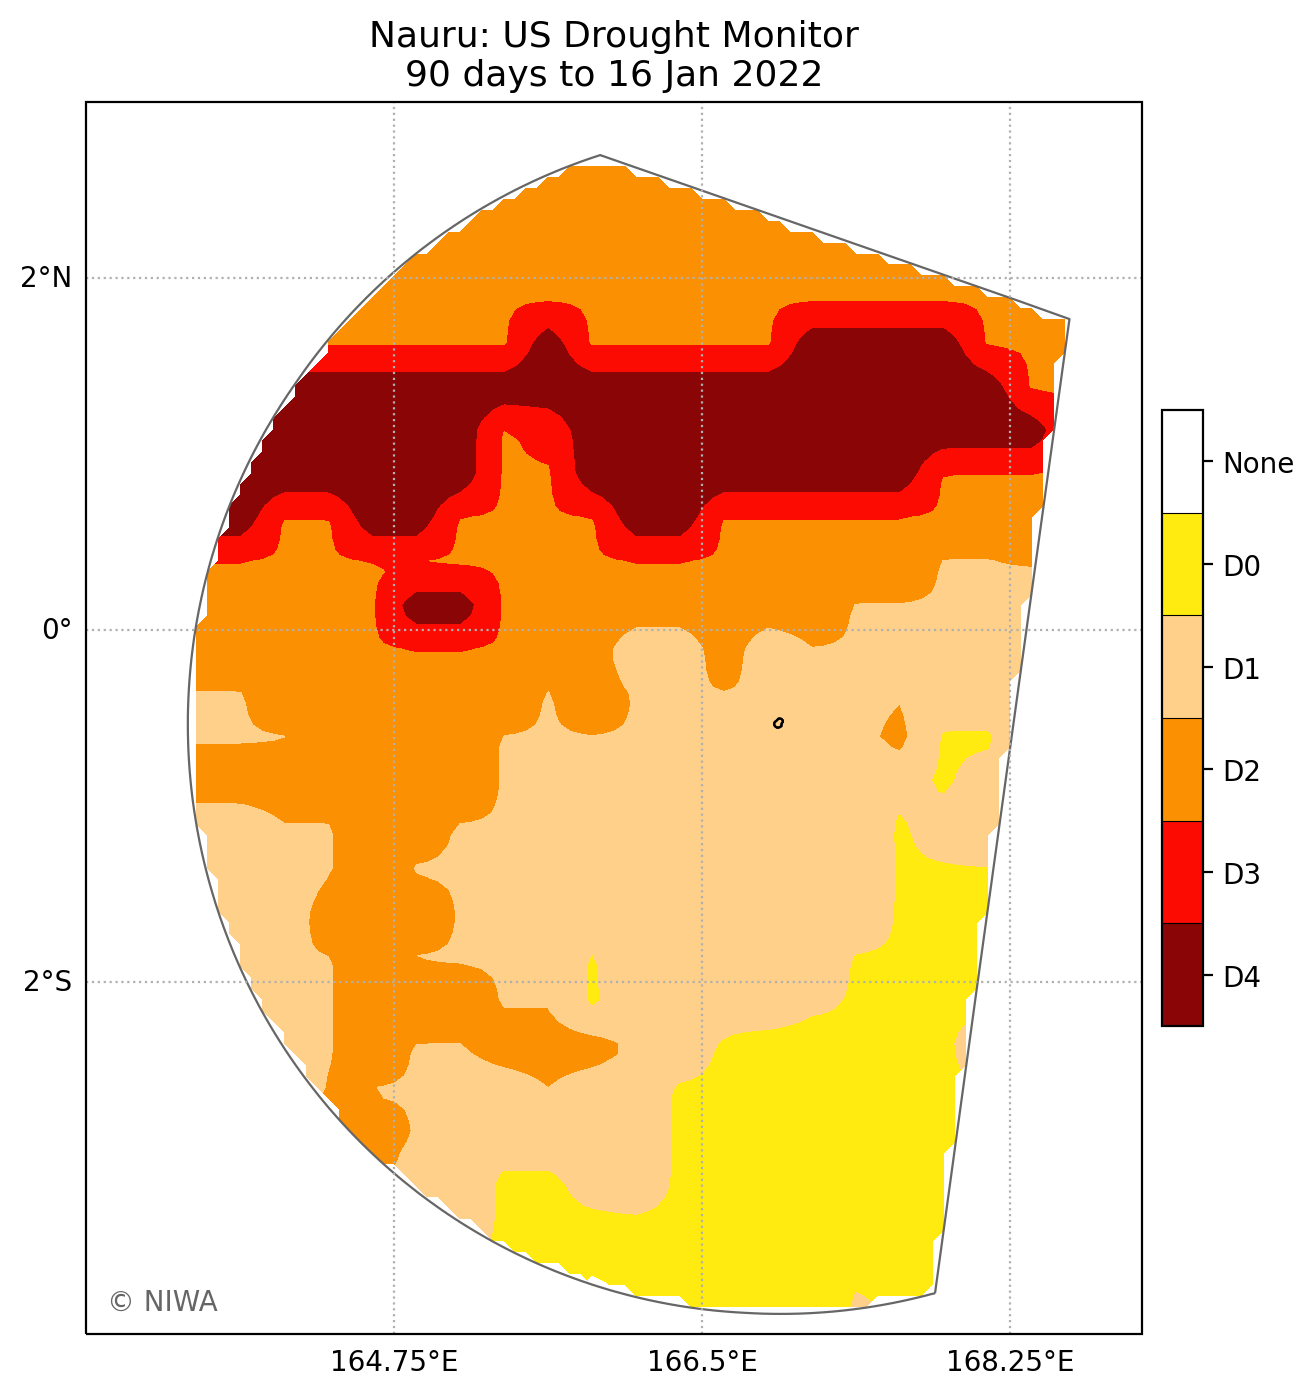 Nauru: US Drought Monitor
90 days to 16 Jan 2022
2°N
0°
2°S
164.75°E
166.5°E
168.25°E
None
D0
D1
D2
D3
D4
© NIWA